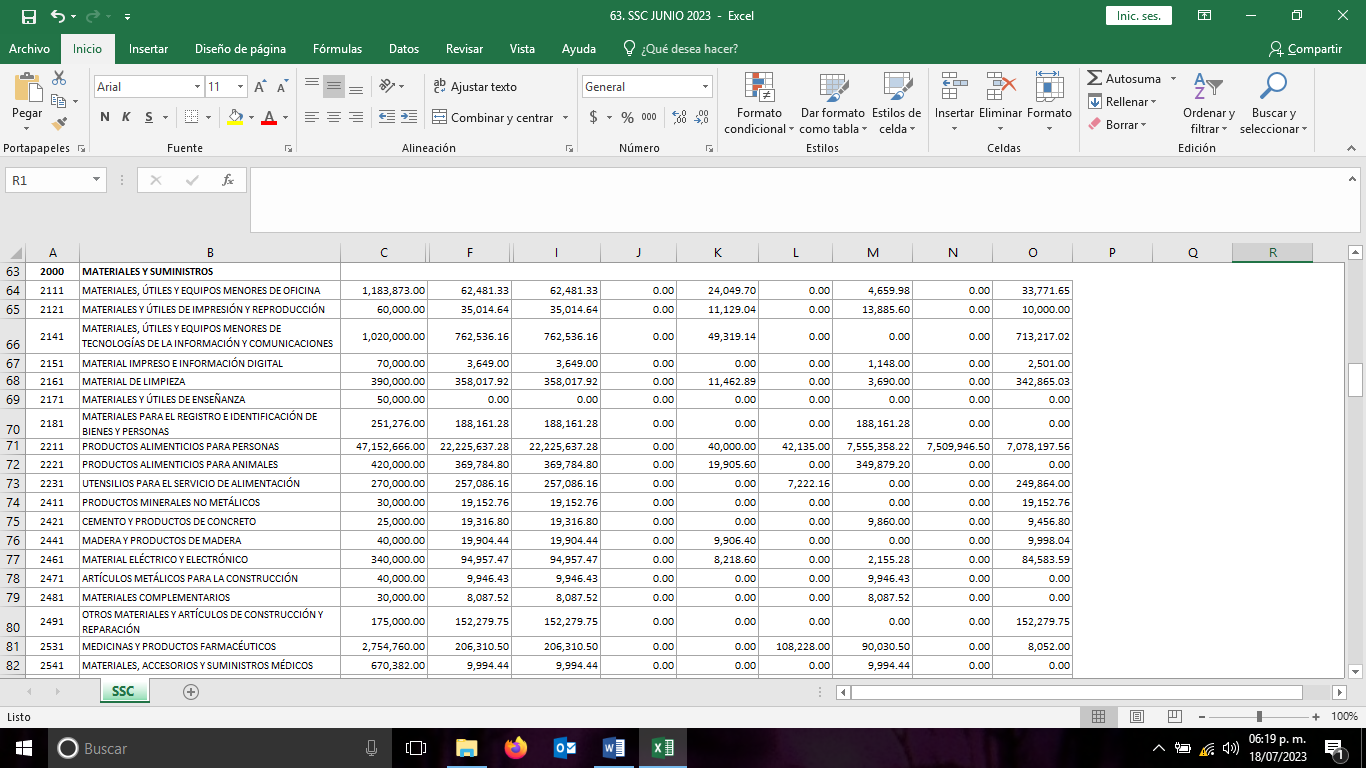 63. SSC JUNIO 2023 - Excel
Inic. ses.
Archivo Inicio Insertar Diseño de página Fórmulas Datos Revisar Vista Ayuda ¿Qué desea hacer? Compartir
Pegar
Arial 11
N K S
Ajustar texto
Combinar y centrar
General
$ % 000
Formato condicional
Dar formato como tabla
Estilos de celda
Insertar Eliminar Formato
Autosuma
Rellenar
Borrar
Ordenar y filtrar
Buscar y seleccionar
Portapapeles Fuente Alineación Número Estilos Celdas Edición
R1 fx
A B C F I J K L M N O P Q R
63 2000 MATERIALES Y SUMINISTROS
64 2111 MATERIALES, ÚTILES Y EQUIPOS MENORES DE OFICINA 1,183,873.00 62,481.33 62,481.33 0.00 24,049.70 0.00 4,659.98 0.00 33,771.65
65 2121 MATERIALES Y ÚTILES DE IMPRESIÓN Y REPRODUCCIÓN 60,000.00 35,014.64 35,014.64 0.00 11,129.04 0.00 13,885.60 0.00 10,000.00
66 2141 MATERIALES, ÚTILES Y EQUIPOS MENORES DE
TECNOLOGÍAS DE LA INFORMACIÓN Y COMUNICACIONES 1,020,000.00 762,536.16 762,536.16 0.00 49,319.14 0.00 0.00 0.00 713,217.02
67 2151 MATERIAL IMPRESO E INFORMACIÓN DIGITAL 70,000.00 3,649.00 3,649.00 0.00 0.00 0.00 1,148.00 0.00 2,501.00
68 2161 MATERIAL DE LIMPIEZA 390,000.00 358,017.92 358,017.92 0.00 11,462.89 0.00 3,690.00 0.00 342,865.03
69 2171 MATERIALES Y ÚTILES DE ENSEÑANZA 50,000.00 0.00 0.00 0.00 0.00 0.00 0.00 0.00 0.00
70 2181 MATERIALES PARA EL REGISTRO E IDENTIFICACIÓN DE
BIENES Y PERSONAS 251,276.00 188,161.28 188,161.28 0.00 0.00 0.00 188,161.28 0.00 0.00
71 2211 PRODUCTOS ALIMENTICIOS PARA PERSONAS 47,152,666.00 22,225,637.28 22,225,637.28 0.00 40,000.00 42,135.00 7,555,358.22 7,509,946.50 7,078,197.56
72 2221 PRODUCTOS ALIMENTICIOS PARA ANIMALES 420,000.00 369,784.80 369,784.80 0.00 19,905.60 0.00 349,879.20 0.00 0.00
73 2231 UTENSILIOS PARA EL SERVICIO DE ALIMENTACIÓN 270,000.00 257,086.16 257,086.16 0.00 0.00 7,222.16 0.00 0.00 249,864.00
74 2411 PRODUCTOS MINERALES NO METÁLICOS 30,000.00 19,152.76 19,152.76 0.00 0.00 0.00 0.00 0.00 19,152.76
75 2421 CEMENTO Y PRODUCTOS DE CONCRETO 25,000.00 19,316.80 19,316.80 0.00 0.00 0.00 9,860.00 0.00 9,456.80
76 2441 MADERA Y PRODUCTOS DE MADERA 40,000.00 19,904.44 19,904.44 0.00 9,906.40 0.00 0.00 0.00 9,998.04
77 2461 MATERIAL ELÉCTRICO Y ELECTRÓNICO 340,000.00 94,957.47 94,957.47 0.00 8,218.60 0.00 2,155.28 0.00 84,583.59
78 2471 ARTÍCULOS METÁLICOS PARA LA CONSTRUCCIÓN 40,000.00 9,946.43 9,946.43 0.00 0.00 0.00 9,946.43 0.00 0.00
79 2481 MATERIALES COMPLEMENTARIOS 30,000.00 8,087.52 8,087.52 0.00 0.00 0.00 8,087.52 0.00 0.00
80 2491 OTROS MATERIALES Y ARTÍCULOS DE CONSTRUCCIÓN Y
REPARACIÓN 175,000.00 152,279.75 152,279.75 0.00 0.00 0.00 0.00 0.00 152,279.75
81 2531 MEDICINAS Y PRODUCTOS FARMACÉUTICOS 2,754,760.00 206,310.50 206,310.50 0.00 0.00 108,228.00 90,030.50 0.00 8,052.00
82 2541 MATERIALES, ACCESORIOS Y SUMINISTROS MÉDICOS 670,382.00 9,994.44 9,994.44 0.00 0.00 0.00 9,994.44 0.00 0.00
SSC
Listo 100%
Buscar
06:19 p. m.
18/07/2023
1